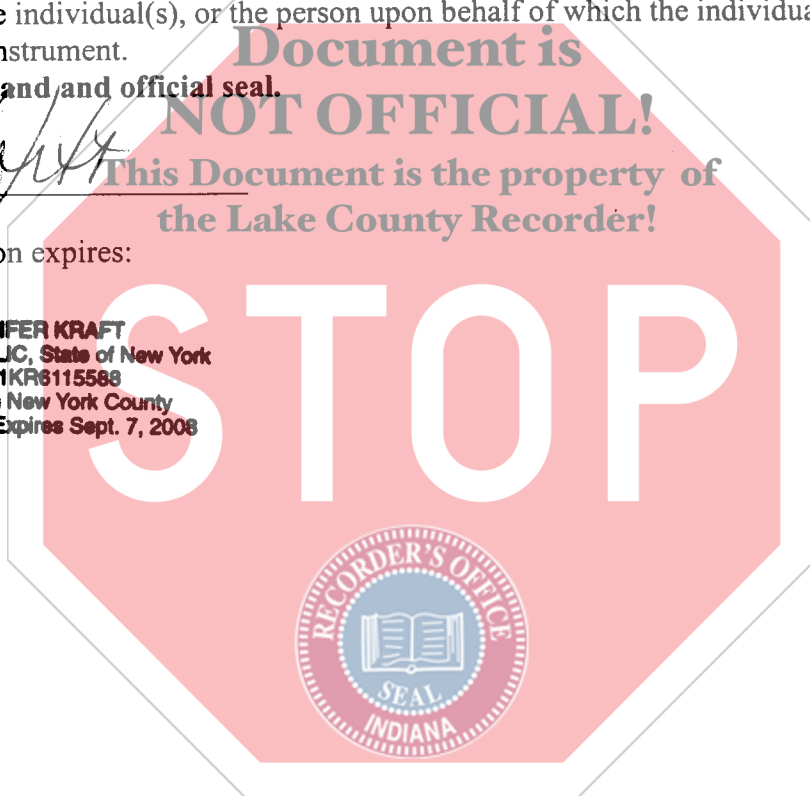 e individual(s), or the person upon behalf of which the individua
nstrument.
Document is
and and official seal.
NOT OFFICIAL!
This Document is the property of
the Lake County Recorder!
on expires:
STOP
IFER KRAFT
IC, State of New York
1KR6115588
New York County
Expires Sept. 7, 2008
RECORDER'S OFFICE
SEAL
INDIANA